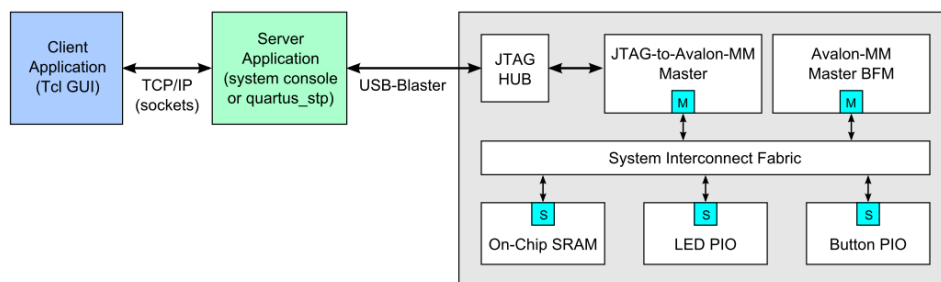 Client
Application
(Tcl GUI)
TCP/IP
(sockets)
Server
Application
(system console
or quartus_stp)
USB-Blaster
JTAG
HUB
JTAG-to-Avalon-MM
Master
M
Avalon-MM
Master BFM
M
System Interconnect Fabric
S
On-Chip SRAM
S
LED PIO
S
Button PIO